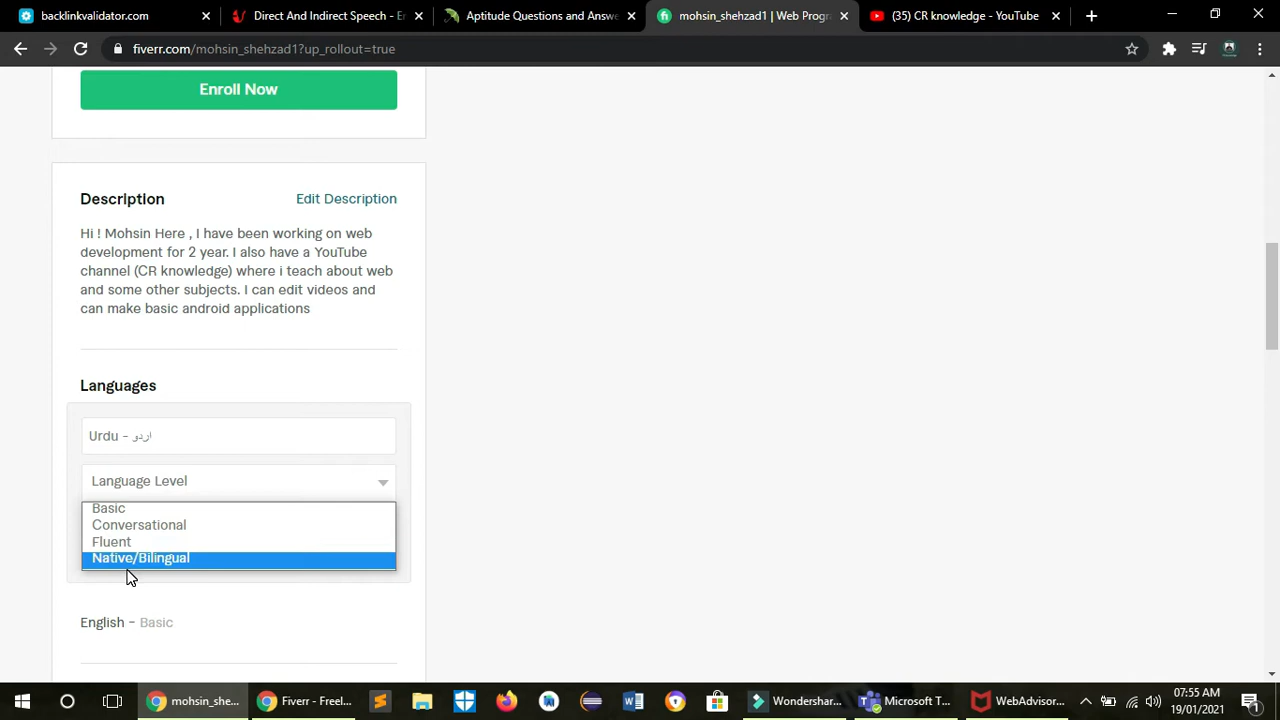 backlinkvalidator.com
Direct And Indirect Speech - E
Aptitude Questions and Answe
mohsin_shehzad1 | Web Progra
(35) CR knowledge - YouTube
fiverr.com/mohsin_shehzad1?up_rollout=true
Enroll Now
Description
Edit Description
Hi ! Mohsin Here , I have been working on web
development for 2 year. I also have a YouTube
channel (CR knowledge) where i teach about web
and some other subjects. I can edit videos and
can make basic android applications
Languages
Urdu - اردو
Language Level
Basic
Conversational
Fluent
Native/Bilingual
English - Basic
mohsin_she...
Fiverr - Freel...
Wondershar...
Microsoft T...
WebAdvisor...
07:55 AM
19/01/2021